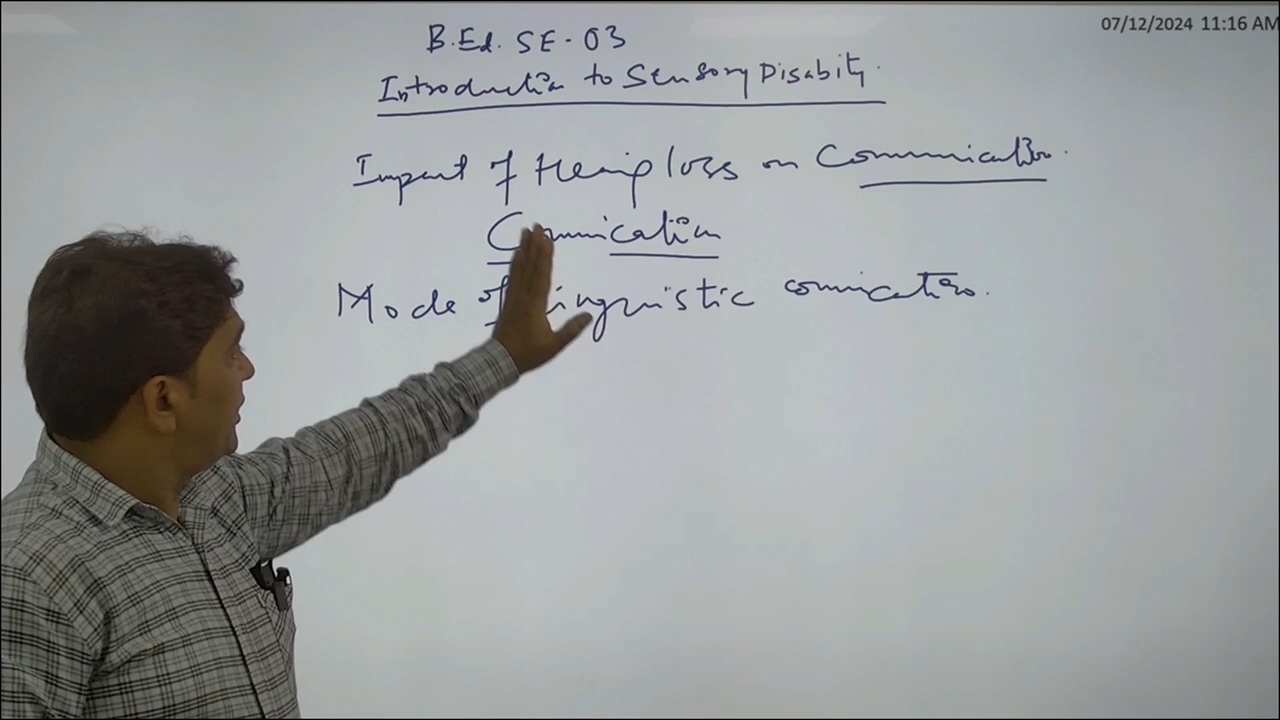 07/12/2024 11:16 AM
B.Ed. SE-03
Introduction to Sensory Disability.
Impact of Hearing loss on Communication.
Communication
Mode of Linguistic comication.